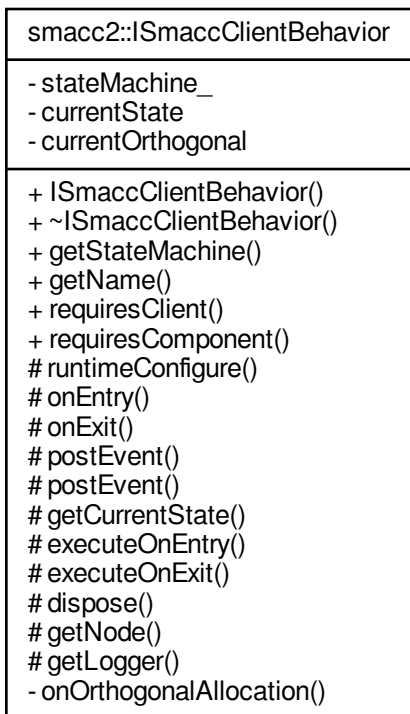 smacc2::ISmaccClientBehavior
- stateMachine_
- currentState
- currentOrthogonal
+ ISmaccClientBehavior()
+ ~ISmaccClientBehavior()
+ getStateMachine()
+ getName()
+ requiresClient()
+ requiresComponent()
# runtimeConfigure()
# onEntry()
# onExit()
# postEvent()
# postEvent()
# getCurrentState()
# executeOnEntry()
# executeOnExit()
# dispose()
# getNode()
# getLogger()
- onOrthogonalAllocation()